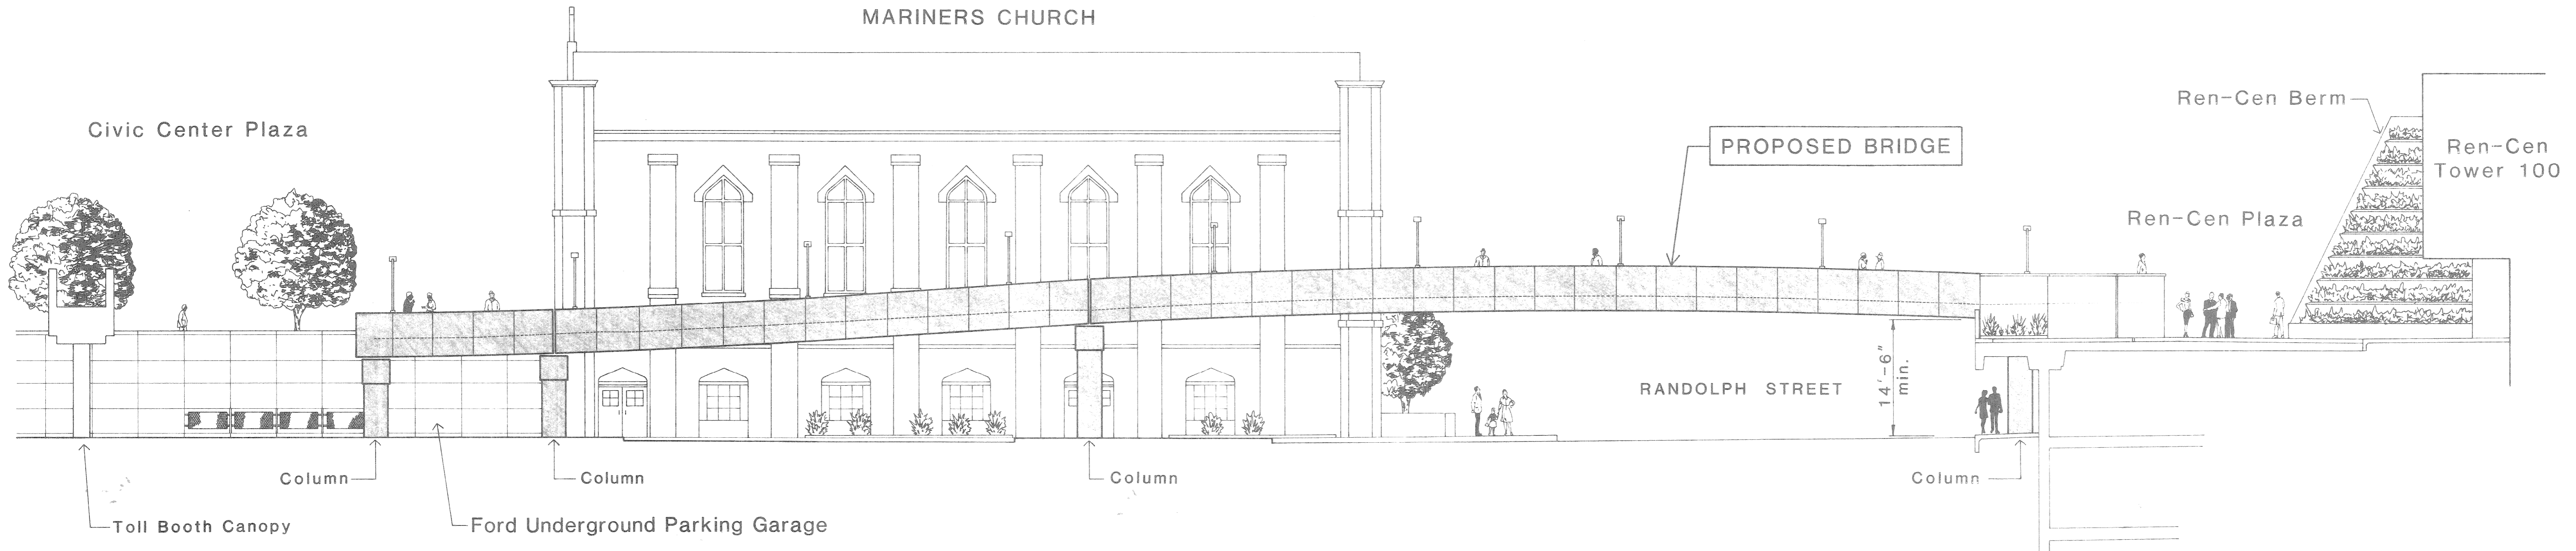 MARINERS CHURCH
Civic Center Plaza
PROPOSED BRIDGE
Ren-Cen Berm
Ren-Cen
Tower 100
Ren-Cen Plaza
RANDOLPH STREET
14'-6"
min.
Column
Column
Column
Column
Toll Booth Canopy
Ford Underground Parking Garage